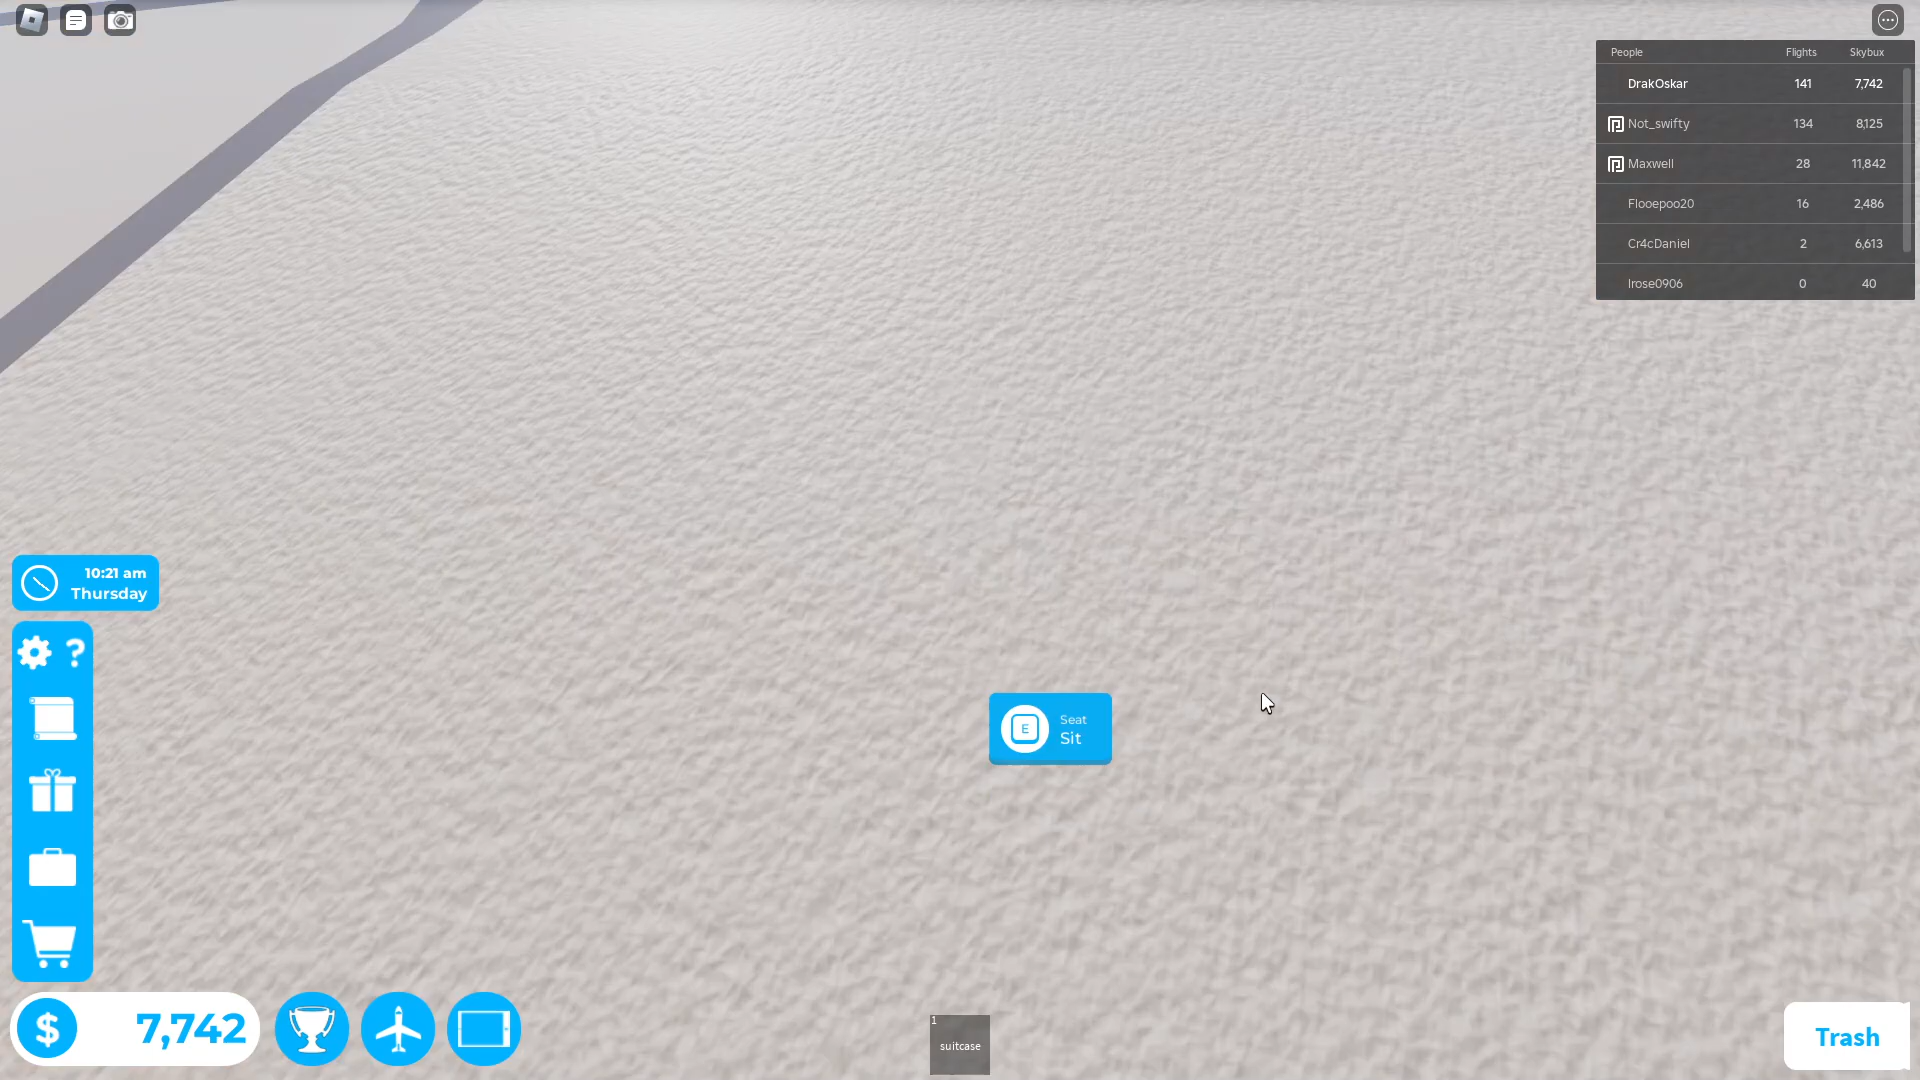 People Flights Skybux
DrakOskar 141 7,742
Not_swifty 134 8,125
Maxwell 28 11,842
Flooepoo20 16 2,486
Cr4cDaniel 2 6,613
lrose0906 0 40
10:21 am
Thursday
?
Seat
E
Sit
$ 7,742
1
suitcase
Trash